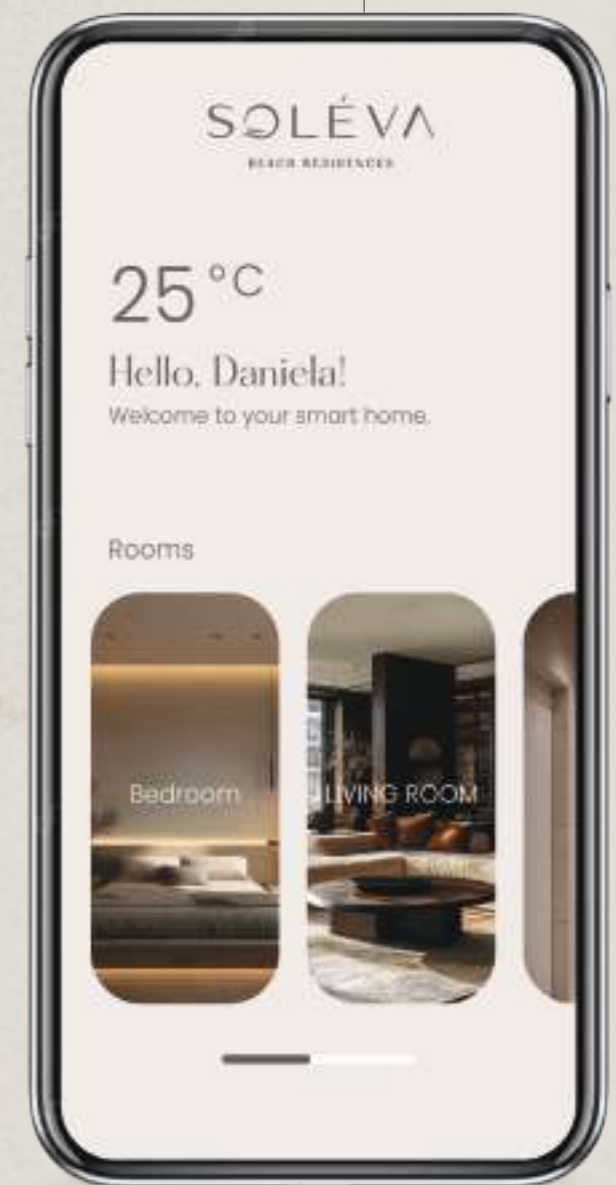 SOLÉVA
BEACH RESIDENCES
25 °C
Hello, Daniela!
Welcome to your smart home.
Rooms
Bedroom
LIVING ROOM